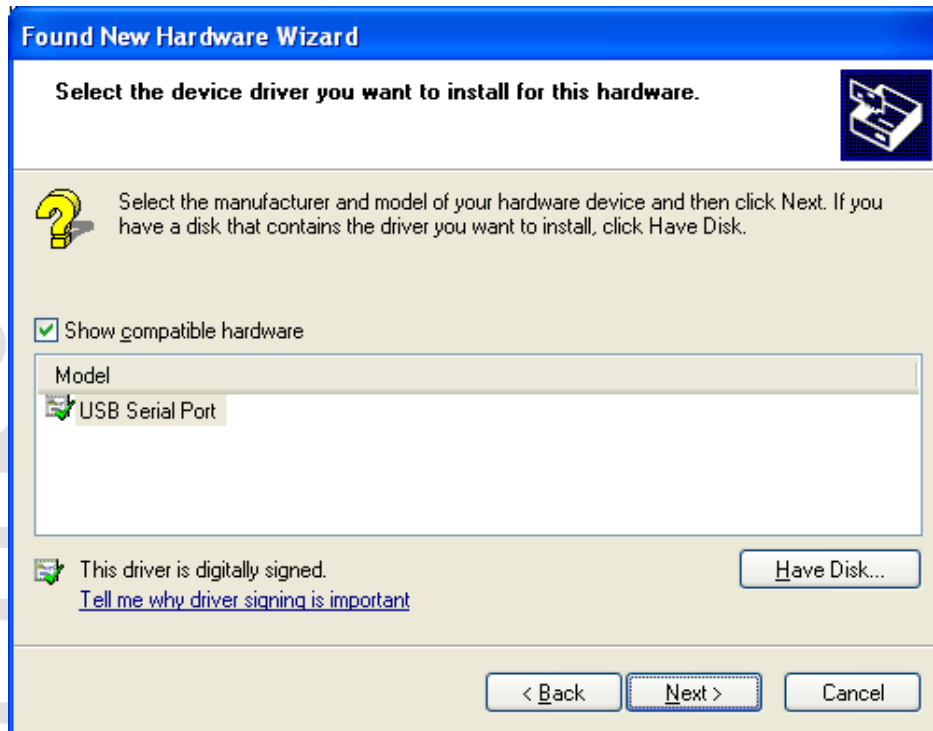 Found New Hardware Wizard
Select the device driver you want to install for this hardware.
Select the manufacturer and model of your hardware device and then click Next. If you
have a disk that contains the driver you want to install, click Have Disk.
Show compatible hardware
Model
USB Serial Port
This driver is digitally signed.
Have Disk...
Tell me why driver signing is important
< Back
Next >
Cancel